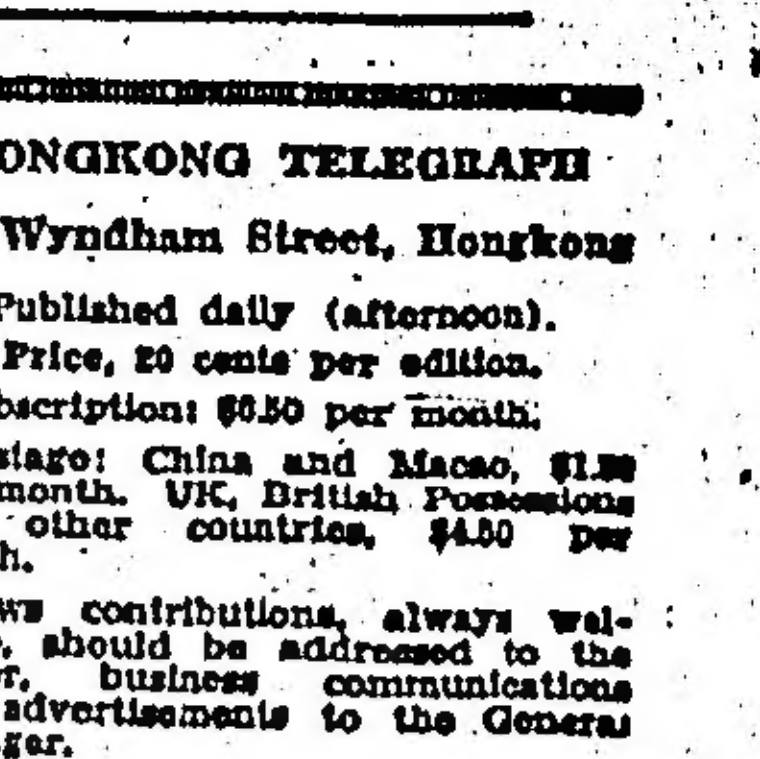 ONGKONG TELEGRAPH
Wyndham Street, Hongkong
Published daily (afternoon).
Price, 20 cents per edition.
bscription: $6.50 per month.
stage: China and Macao,
month. UK, British Possessions
other countries, $4.50 per
h.
ws contributions, always wel-
, should be addressed to the
r, business communications
advertisements to the General
ager.